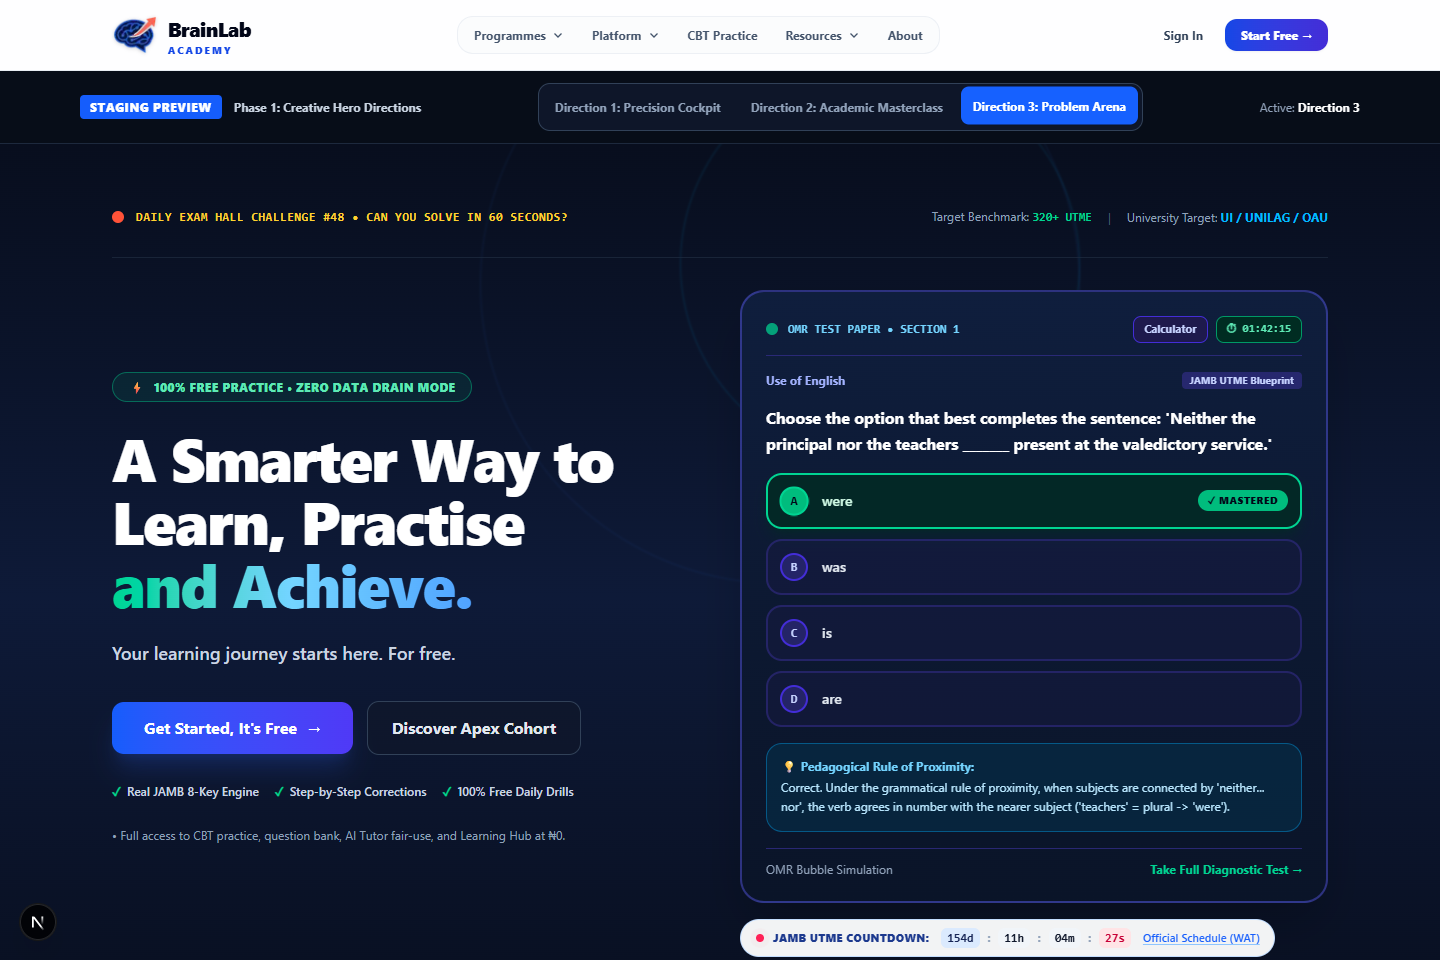 BrainLab
ACADEMY
Programmes
Platform
CBT Practice
Resources
About
Sign In
Start Free →
STAGING PREVIEW
Phase 1: Creative Hero Directions
Direction 1: Precision Cockpit
Direction 2: Academic Masterclass
Direction 3: Problem Arena
Active: Direction 3
DAILY EXAM HALL CHALLENGE #48 • CAN YOU SOLVE IN 60 SECONDS?
Target Benchmark: 320+ UTME | University Target: UI / UNILAG / OAU
100% FREE PRACTICE • ZERO DATA DRAIN MODE
A Smarter Way to
Learn, Practise
and Achieve.
Your learning journey starts here. For free.
Get Started, It's Free →
Discover Apex Cohort
✓ Real JAMB 8-Key Engine
✓ Step-by-Step Corrections
✓ 100% Free Daily Drills
• Full access to CBT practice, question bank, AI Tutor fair-use, and Learning Hub at ₦0.
OMR TEST PAPER • SECTION 1
Calculator
⏱ 01:42:15
Use of English
JAMB UTME Blueprint
Choose the option that best completes the sentence: 'Neither the
principal nor the teachers ______ present at the valedictory service.'
A were
✓ MASTERED
B was
C is
D are
💡 Pedagogical Rule of Proximity:
Correct. Under the grammatical rule of proximity, when subjects are connected by 'neither...
nor', the verb agrees in number with the nearer subject ('teachers' = plural -> 'were').
OMR Bubble Simulation
Take Full Diagnostic Test →
JAMB UTME COUNTDOWN: 154d : 11h : 04m : 27s Official Schedule (WAT)
N